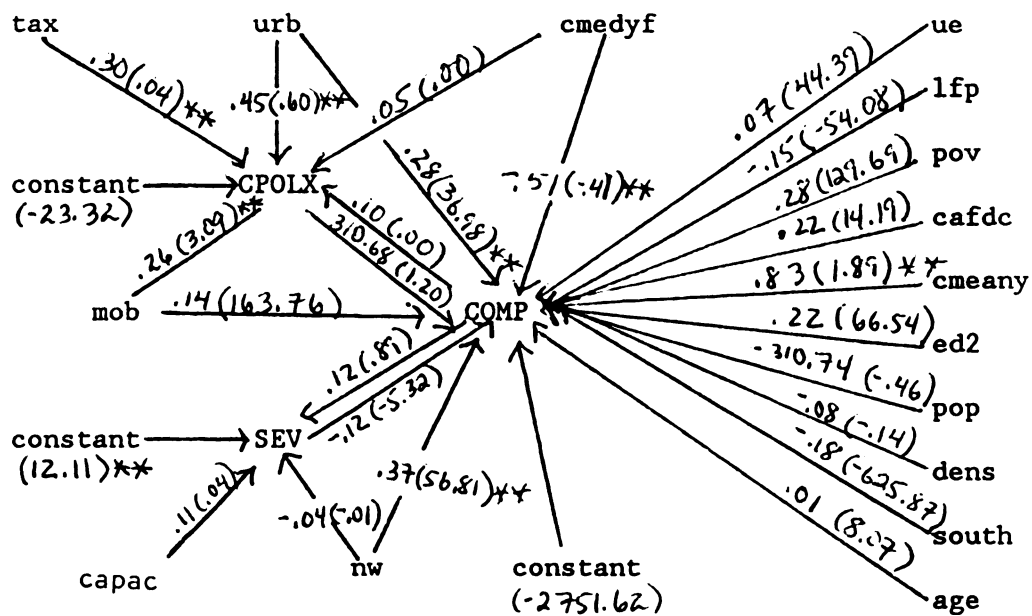 tax
urb
cmedyf
ue
.30(.04)**
.45(.60)**
.05(.00)
.07(44.39)
lfp
-.15(-54.08)
pov
.28(129.69)
CPOLX
constant
(-23.32)
.28(36.98)**
-.51(-.41)**
cafdc
.22(14.19)
.10(.00)
310.68(1.20)
.26(3.09)**
cmeany
.83(1.89)**
mob
.14(163.76)
COMP
ed2
.22(66.54)
-310.74(-.46)
pop
.12(.89)
-.12(-5.32)
-.08(-.14)
dens
constant
(12.11)**
SEV
-.18(-625.87)
south
.37(56.81)**
.11(.04)
-.04(-.01)
.01(8.07)
age
capac
nw
constant
(-2751.62)